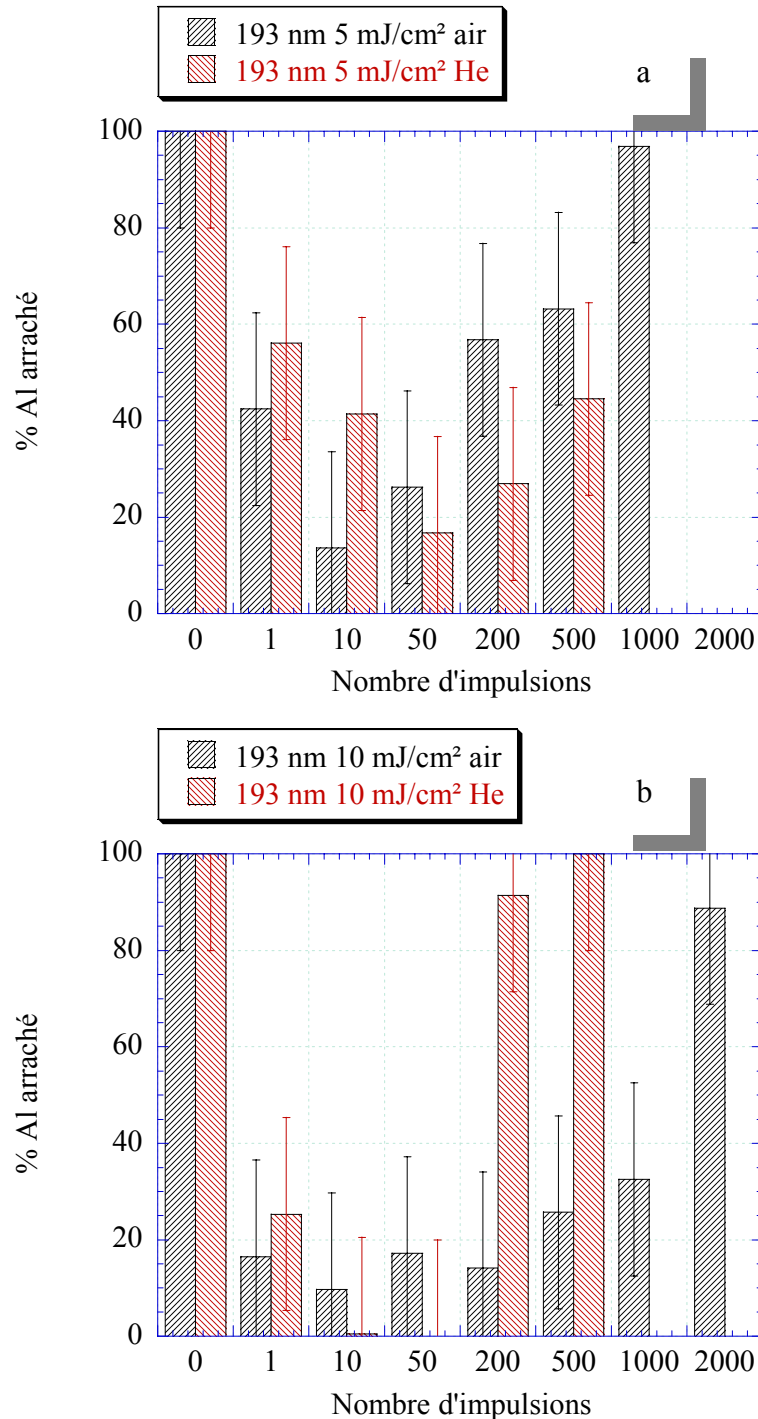 193 nm 5 mJ/cm² air
193 nm 5 mJ/cm² He
a
100
80
60
40
20
0
% Al arraché
0 1 10 50 200 500 1000 2000
Nombre d'impulsions
193 nm 10 mJ/cm² air
193 nm 10 mJ/cm² He
b
100
80
60
40
20
0
% Al arraché
0 1 10 50 200 500 1000 2000
Nombre d'impulsions